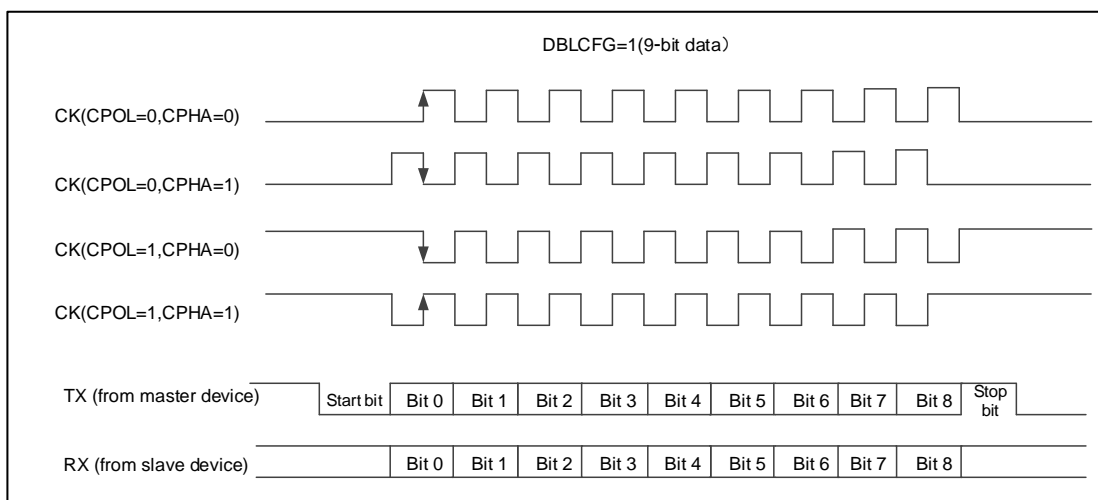 DBLCFG=1(9-bit data）
CK(CPOL=0,CPHA=0)
CK(CPOL=0,CPHA=1)
CK(CPOL=1,CPHA=0)
CK(CPOL=1,CPHA=1)
TX (from master device) Start bit Bit 0 Bit 1 Bit 2 Bit 3 Bit 4 Bit 5 Bit 6 Bit 7 Bit 8 Stop
bit
RX (from slave device) Bit 0 Bit 1 Bit 2 Bit 3 Bit 4 Bit 5 Bit 6 Bit 7 Bit 8